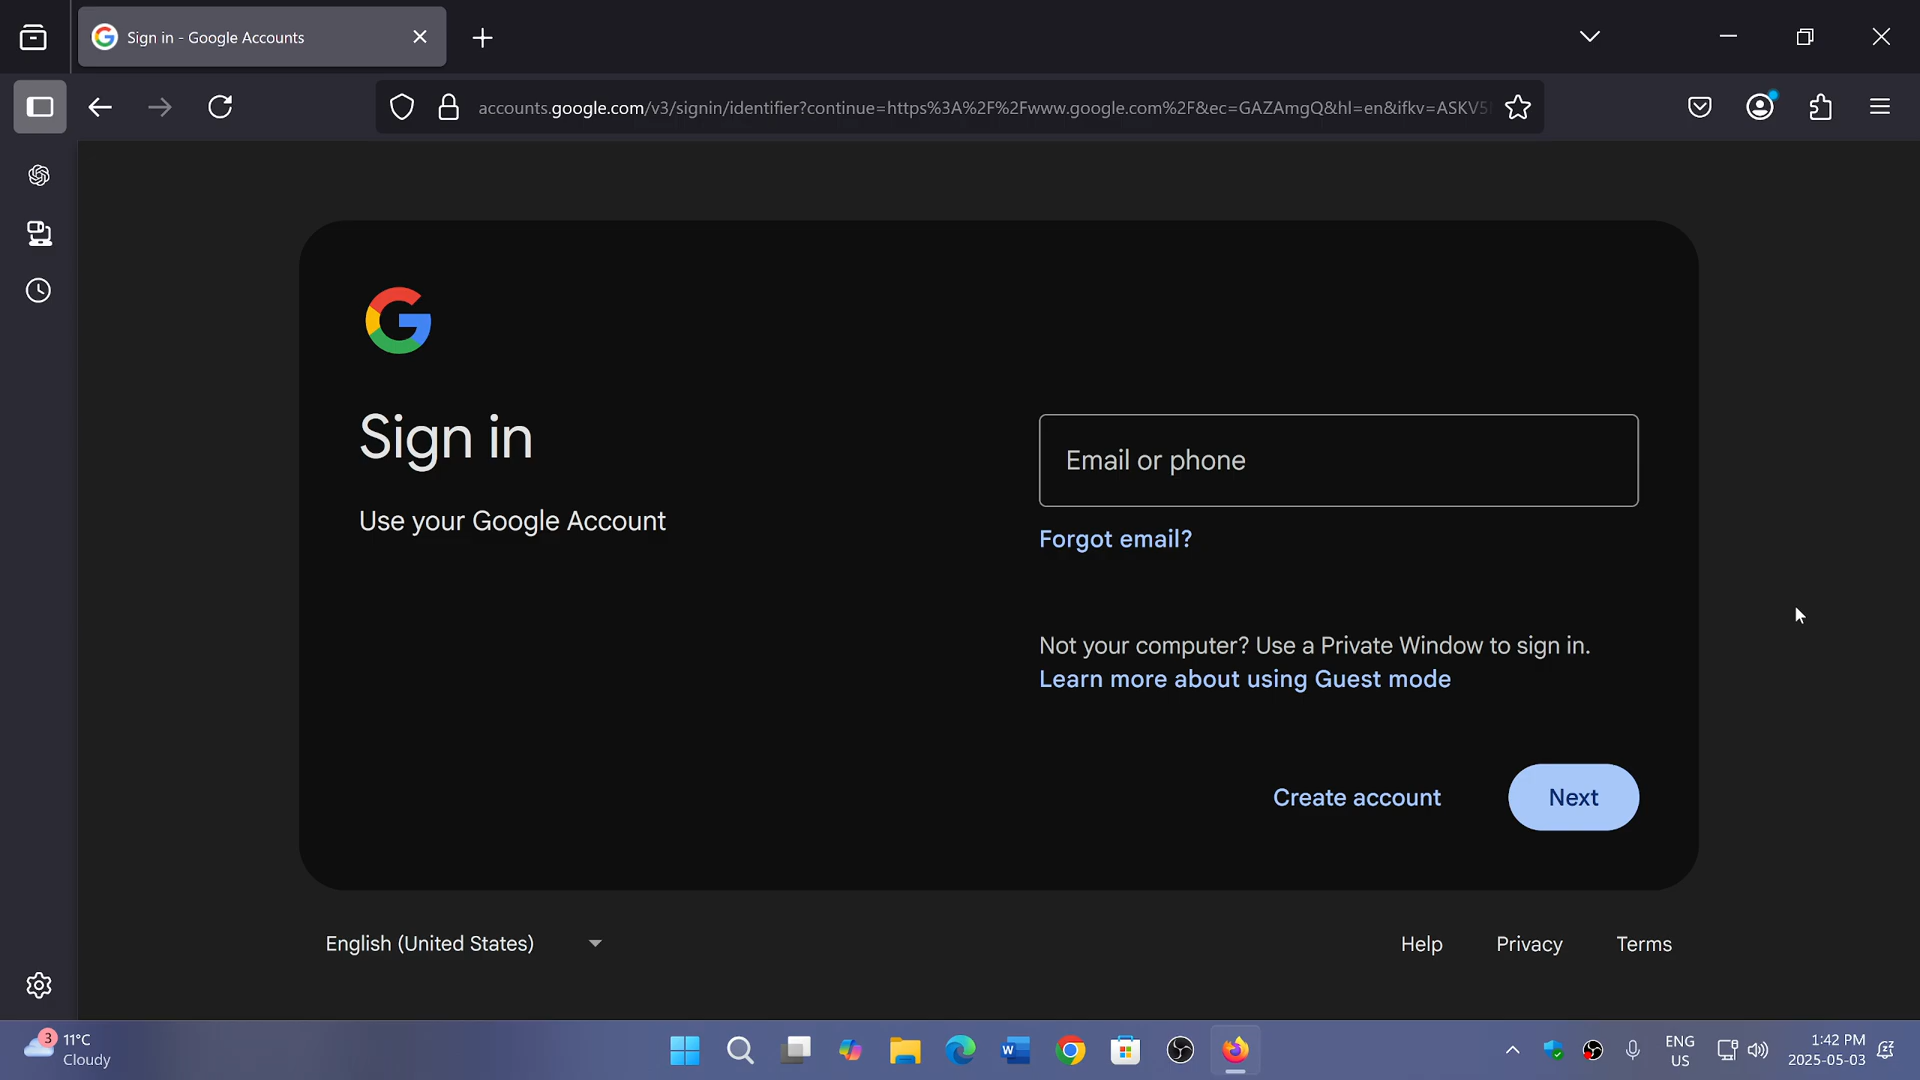 Sign in - Google Accounts
accounts.google.com/v3/signin/identifier?continue=https%3A%2F%2Fwww.google.com%2F&ec=GAZAmgQ&hl=en&ifkv=ASKV5
Sign in
Use your Google Account
Email or phone
Forgot email?
Not your computer? Use a Private Window to sign in.
Learn more about using Guest mode
Create account
Next
English (United States)
Help
Privacy
Terms
3
11°C
Cloudy
W
ENG
US
1:42 PM
2025-05-03